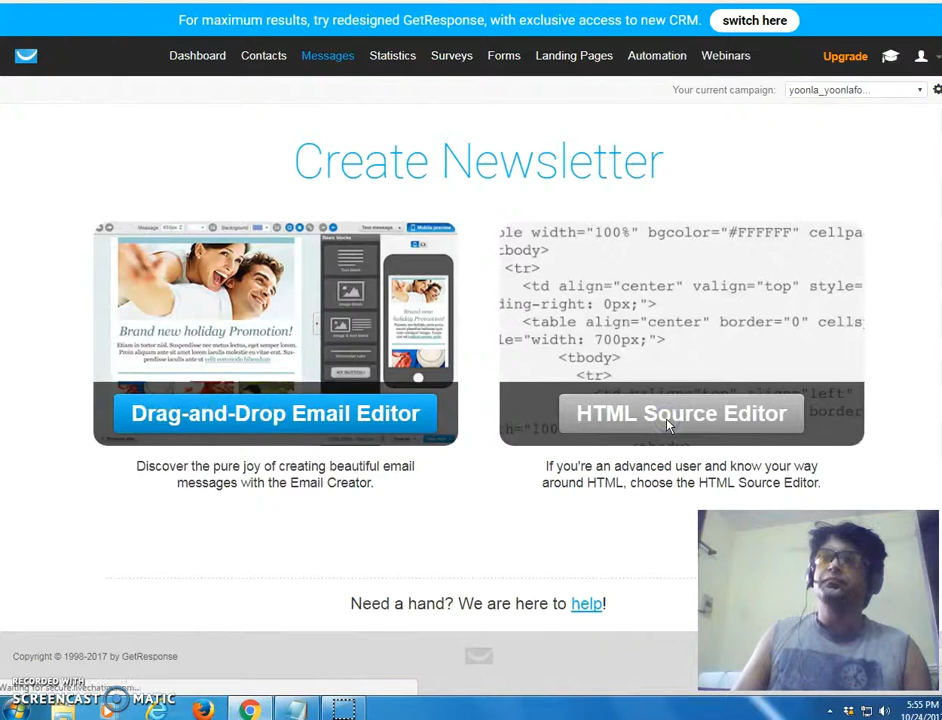 For maximum results, try redesigned GetResponse, with exclusive access to new CRM. switch here
Dashboard Contacts Messages Statistics Surveys Forms Landing Pages Automation Webinars Upgrade
Your current campaign: yoonla_yoonlafo...
Create Newsletter
Brand new holiday Promotion!
Mobile preview
ple width="100%" bgcolor="#FFFFFF" cellpa
tbody>
<tr>
<td align="center" valign="top" style=
ding-right: 0px;">
<table align="center" border="0" cells
le="width: 700px;">
<tbody>
<tr>
Drag-and-Drop Email Editor
HTML Source Editor
Discover the pure joy of creating beautiful email
messages with the Email Creator.
If you're an advanced user and know your way
around HTML, choose the HTML Source Editor.
Need a hand? We are here to help!
Copyright © 1998-2017 by GetResponse
RECORDED WITH
SCREENCAST MATIC
5:55 PM
10/24/20